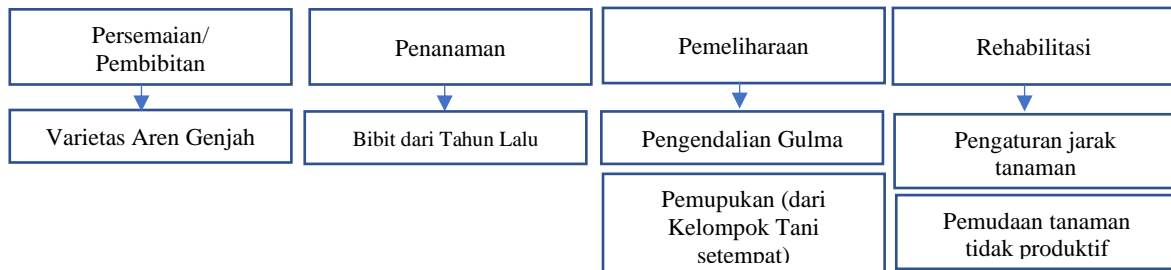 Persemaian/
Pembibitan
Penanaman
Pemeliharaan
Rehabilitasi
Varietas Aren Genjah
Bibit dari Tahun Lalu
Pengendalian Gulma
Pengaturan jarak
tanaman
Pemupukan (dari
Kelompok Tani
setempat)
Pemudaan tanaman
tidak produktif